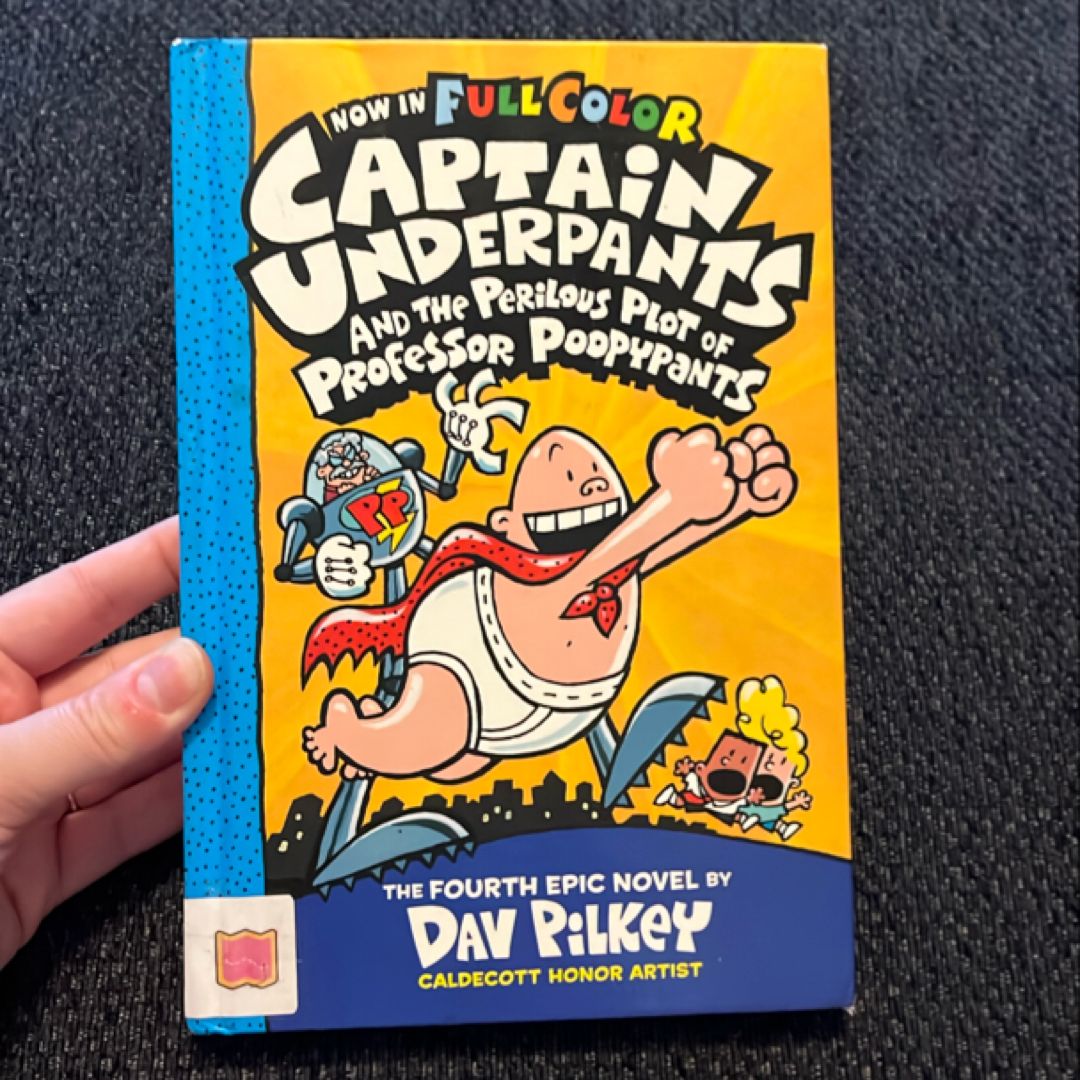 NOW IN FULL COLOR
CAPTAIN
UNDERPANTS
AND THE PERILOUS PLOT OF
PROFESSOR POOPYPANTS
PP
THE FOURTH EPIC NOVEL BY
DAV PILKEY
CALDECOTT HONOR ARTIST